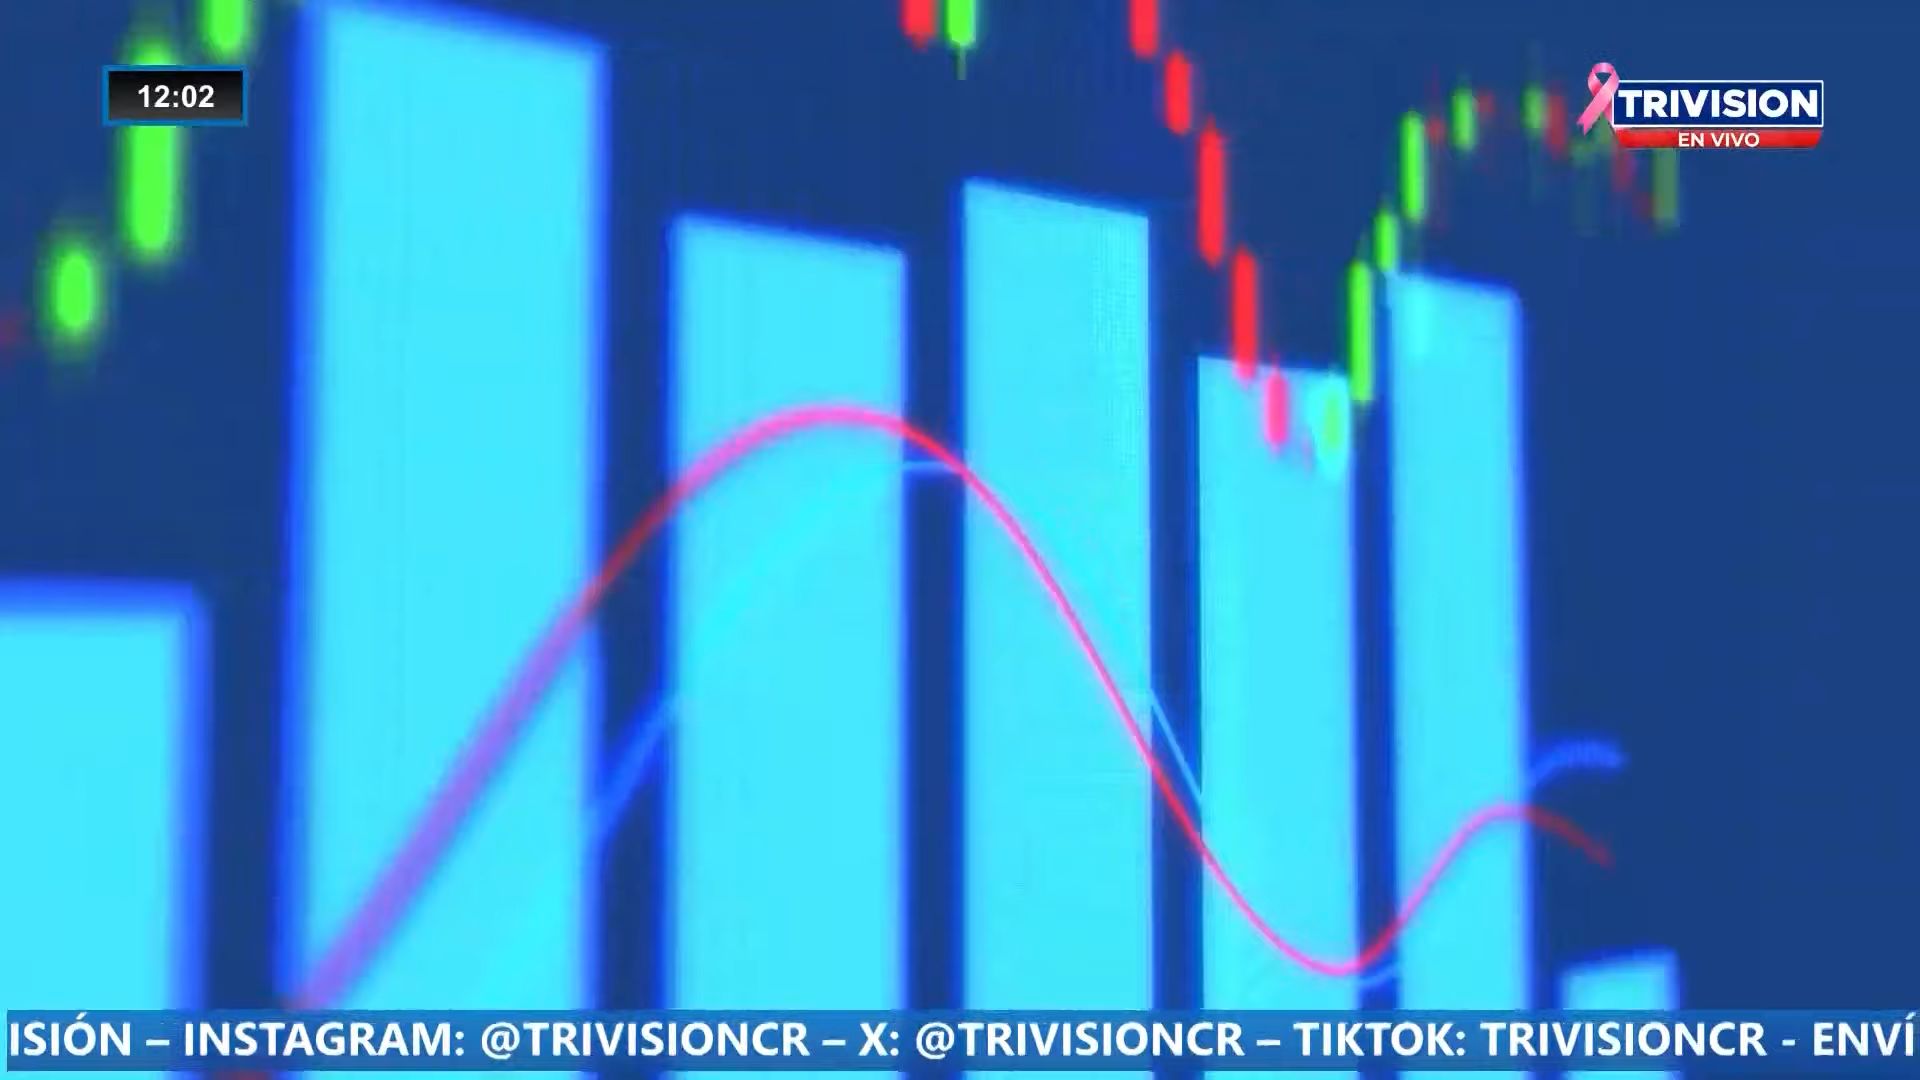 12:02
TRIVISION
EN VIVO
ISIÓN – INSTAGRAM: @TRIVISIONCR – X: @TRIVISIONCR – TIKTOK: TRIVISIONCR - ENVÍ